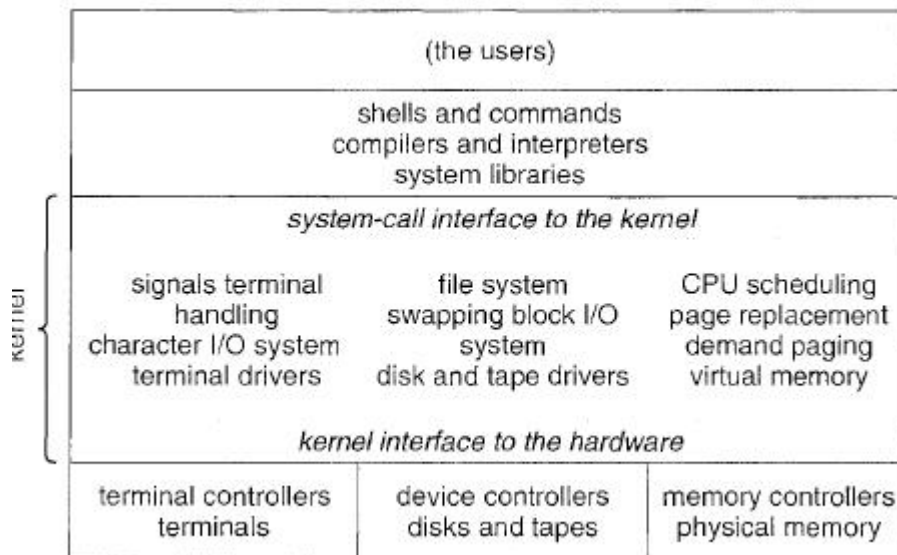 (the users)
shells and commands
compilers and interpreters
system libraries
system-call interface to the kernel
signals terminal
handling
character I/O system
terminal drivers
file system
swapping block I/O
system
disk and tape drivers
CPU scheduling
page replacement
demand paging
virtual memory
kernel interface to the hardware
terminal controllers
terminals
device controllers
disks and tapes
memory controllers
physical memory
kernel